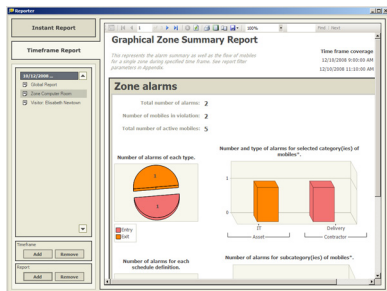 Reporter
Instant Report
Timeframe Report
10/12/2008...
Global Report
Zone Computer Room
Visitor: Elisabeth Newtown
Timeframe
Add
Remove
Report
Add
Remove
1
100%
Find | Next
Graphical Zone Summary Report
This represents the alarm summary as well as the flow of mobiles
for a single zone during specified time frame. See report filter
parameters in Appendix.
Time frame coverage
12/10/2008 6:00:00 AM
12/10/2008 11:10:00 AM
Zone alarms
Total number of alarms: 2
Number of mobiles in violation: 2
Total number of active mobiles: 5
Number of alarms of each type.
1
1
Entry
Exit
Number and type of alarms for selected category(ies) of
mobiles*.
1
0
IT
Delivery
Asset
Contractor
Number of alarms for each
schedule definition.
Number of alarms for subcategory(ies) of mobiles*.